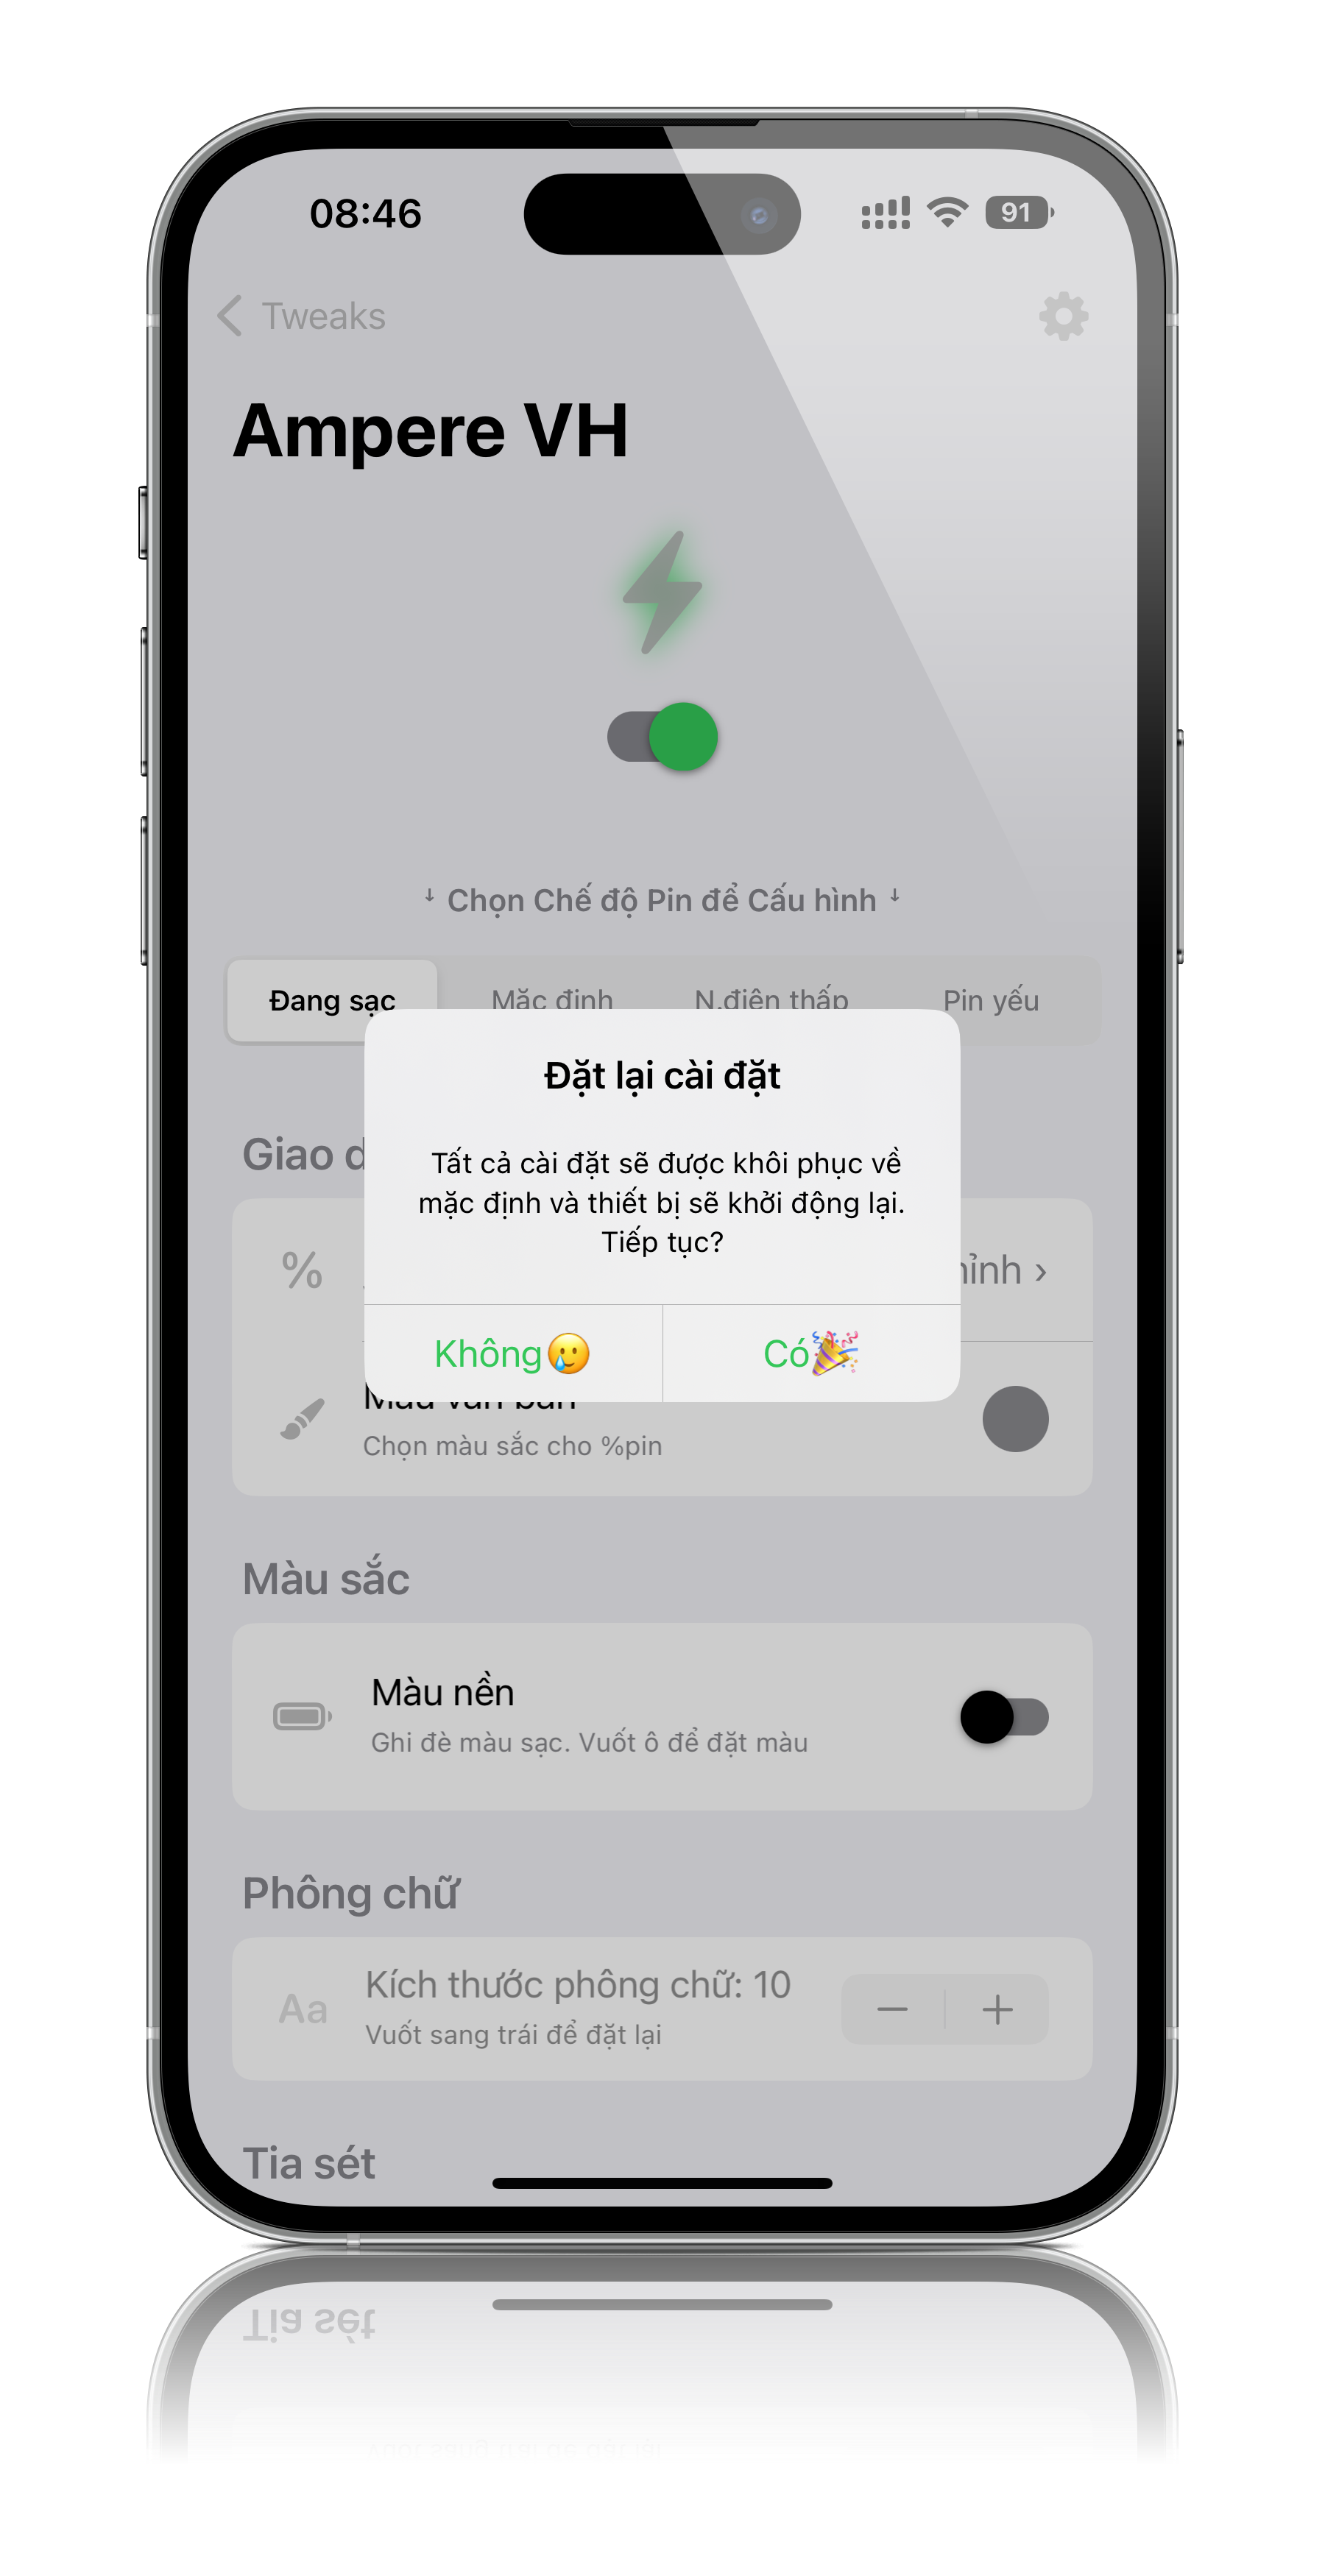 08:46
91
Tweaks
Ampere VH
↓ Chọn Chế độ Pin để Cấu hình ↓
Đang sạc
Mặc định
N.điện thấp
Pin yếu
Đặt lại cài đặt
Tất cả cài đặt sẽ được khôi phục về
mặc định và thiết bị sẽ khởi động lại.
Tiếp tục?
Không🥲
Có🎉
Giao
%
Chọn màu sắc cho %pin
Màu sắc
Màu nền
Ghi đè màu sạc. Vuốt ô để đặt màu
Phông chữ
Aa
Kích thước phông chữ: 10
Vuốt sang trái để đặt lại
− +
Tia sét